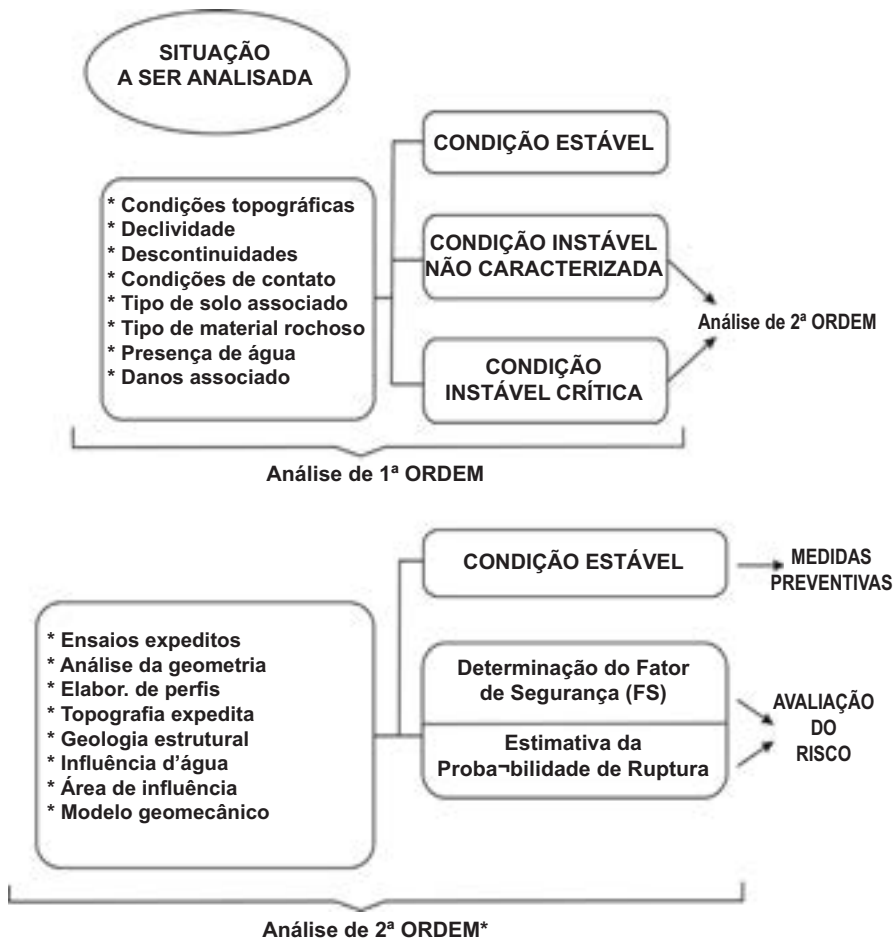 SITUAÇÃO
A SER ANALISADA
* Condições topográficas
* Declividade
* Descontinuidades
* Condições de contato
* Tipo de solo associado
* Tipo de material rochoso
* Presença de água
* Danos associado
CONDIÇÃO ESTÁVEL
CONDIÇÃO INSTÁVEL
NÃO CARACTERIZADA
CONDIÇÃO
INSTÁVEL CRÍTICA
Análise de 2ª ORDEM
Análise de 1ª ORDEM
* Ensaios expeditos
* Análise da geometria
* Elabor. de perfis
* Topografia expedita
* Geologia estrutural
* Influência d’água
* Área de influência
* Modelo geomecânico
CONDIÇÃO ESTÁVEL
MEDIDAS
PREVENTIVAS
Determinação do Fator
de Segurança (FS)
Estimativa da
Proba¬bilidade de Ruptura
AVALIAÇÃO
DO
RISCO
Análise de 2ª ORDEM*